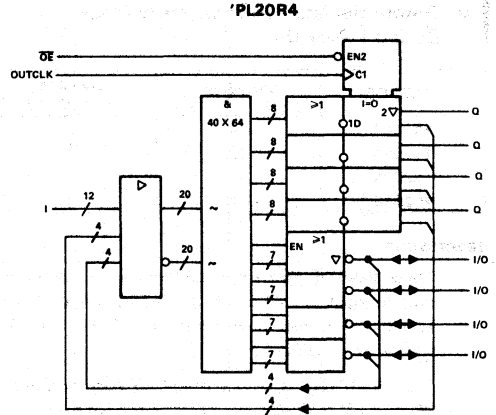 'PL20R4
OE
EN2
OUTCLK
C1
&
40 X 64
≥1
I=0
2
8
1D
Q
8
Q
8
Q
8
Q
I
12
20
~
4
4
20
~
EN
≥1
7
I/O
7
I/O
7
I/O
7
I/O
4
4